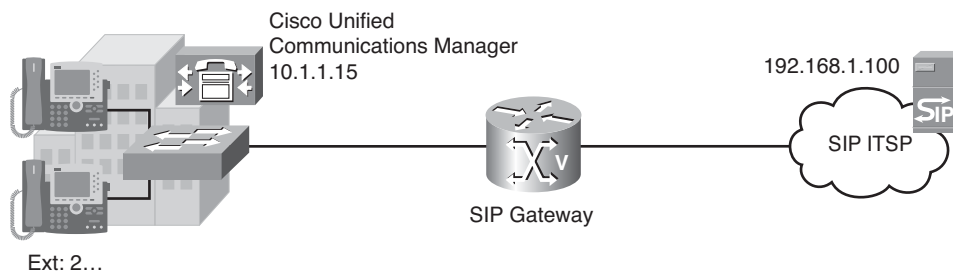 Cisco Unified
Communications Manager
10.1.1.15
192.168.1.100
SIP
SIP ITSP
V
SIP Gateway
Ext: 2…